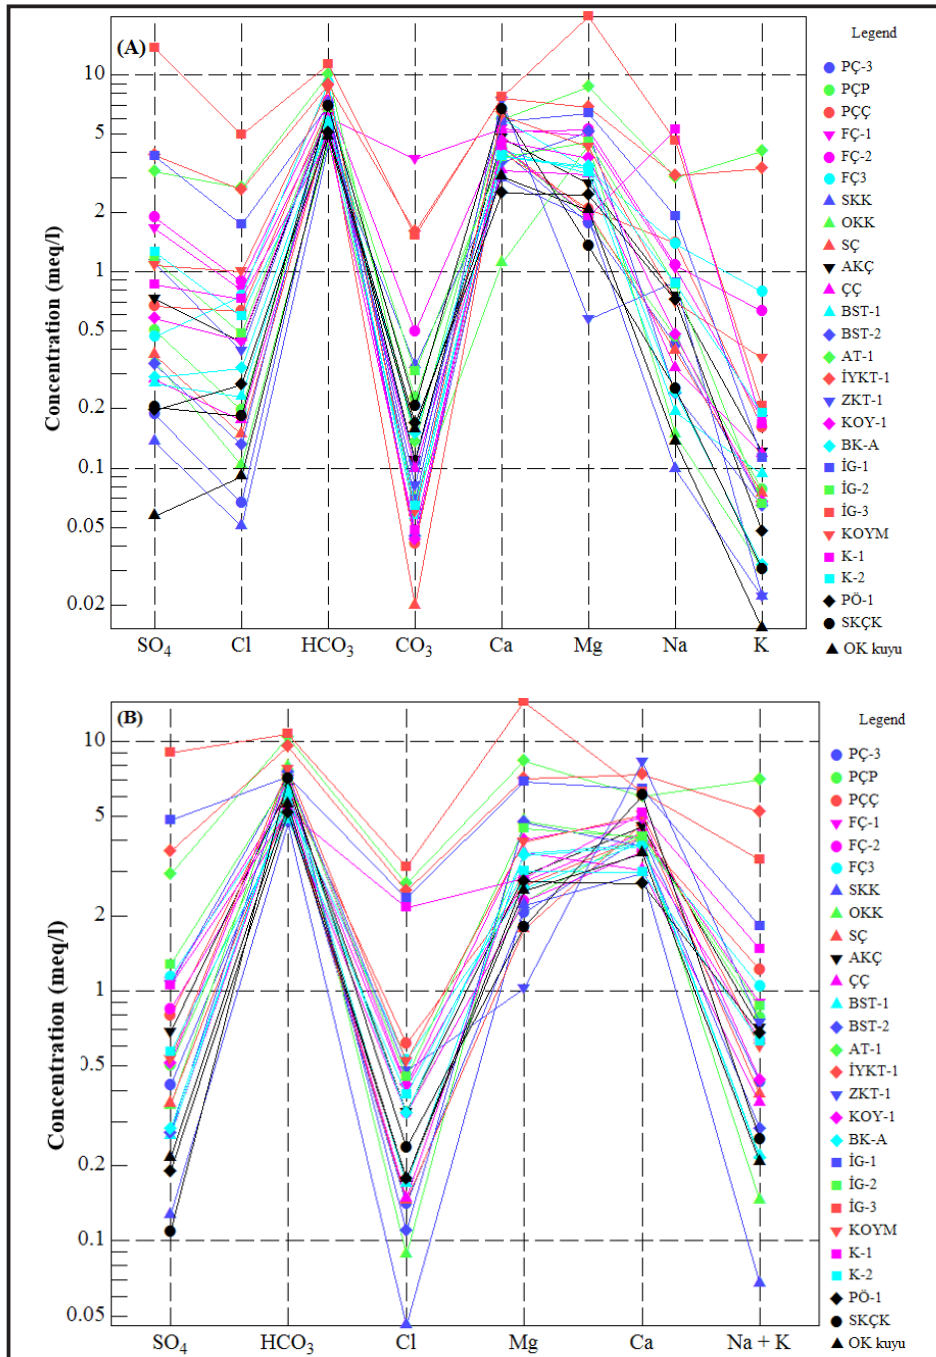 (A)
Legend
Concentration (meq/l)
10
5
2
1
0.5
0.2
0.1
0.05
0.02
SO₄ Cl HCO₃ CO₃ Ca Mg Na K
PÇ-3
PÇP
PÇÇ
FÇ-1
FÇ-2
FÇ3
SKK
OKK
SÇ
AKÇ
ÇÇ
BST-1
BST-2
AT-1
İYKT-1
ZKT-1
KOY-1
BK-A
İG-1
İG-2
İG-3
KOYM
K-1
K-2
PÖ-1
SKÇK
OK kuyu
(B)
Legend
Concentration (meq/l)
10
5
2
1
0.5
0.2
0.1
0.05
SO₄ HCO₃ Cl Mg Ca Na + K
PÇ-3
PÇP
PÇÇ
FÇ-1
FÇ-2
FÇ3
SKK
OKK
SÇ
AKÇ
ÇÇ
BST-1
BST-2
AT-1
İYKT-1
ZKT-1
KOY-1
BK-A
İG-1
İG-2
İG-3
KOYM
K-1
K-2
PÖ-1
SKÇK
OK kuyu